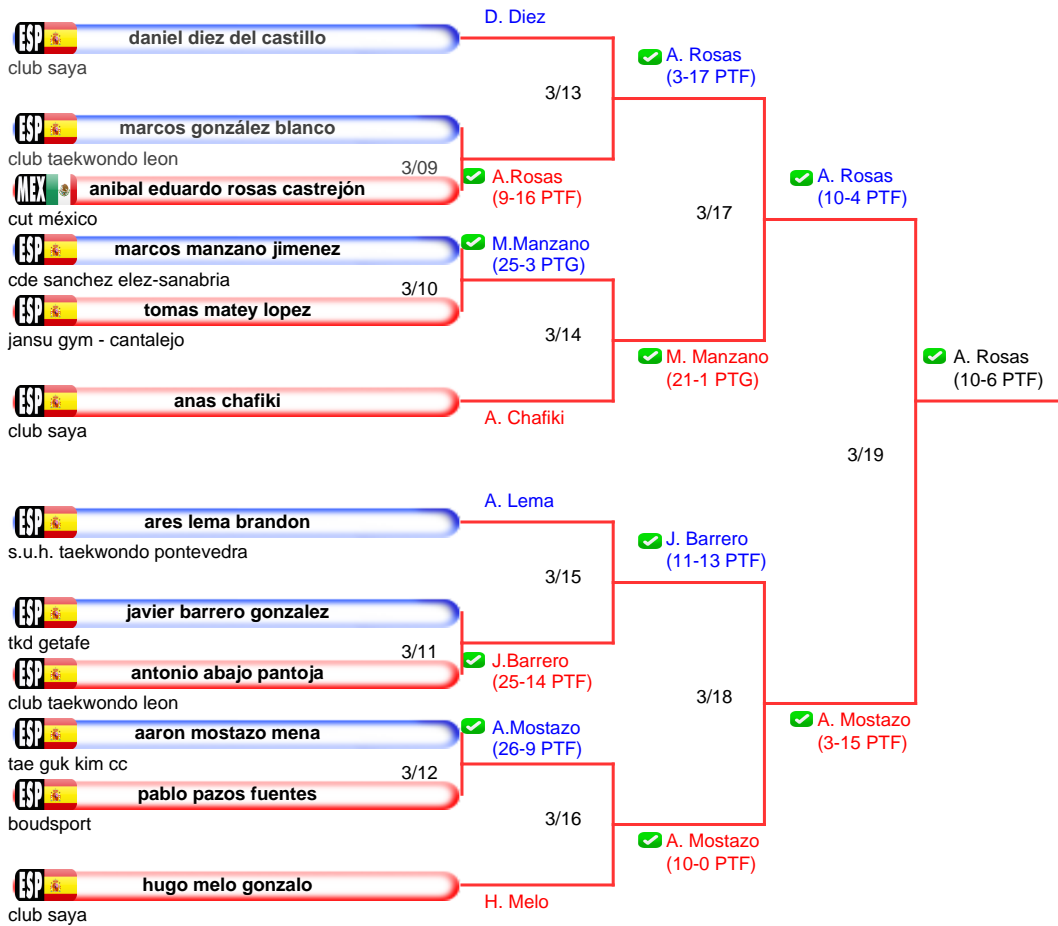 D. Diez
ESP daniel diez del castillo
club saya
A. Rosas
(3-17 PTF)
3/13
ESP marcos gonzález blanco
club taekwondo leon
3/09
MEX anibal eduardo rosas castrejón
cut méxico
A.Rosas
(9-16 PTF)
A. Rosas
(10-4 PTF)
3/17
ESP marcos manzano jimenez
cde sanchez elez-sanabria
M.Manzano
(25-3 PTG)
3/10
ESP tomas matey lopez
jansu gym - cantalejo
3/14
M. Manzano
(21-1 PTG)
A. Rosas
(10-6 PTF)
ESP anas chafiki
club saya
A. Chafiki
3/19
A. Lema
ESP ares lema brandon
s.u.h. taekwondo pontevedra
J. Barrero
(11-13 PTF)
3/15
ESP javier barrero gonzalez
tkd getafe
3/11
ESP antonio abajo pantoja
club taekwondo leon
J.Barrero
(25-14 PTF)
3/18
A. Mostazo
(3-15 PTF)
ESP aaron mostazo mena
tae guk kim cc
A.Mostazo
(26-9 PTF)
3/12
ESP pablo pazos fuentes
boudsport
3/16
A. Mostazo
(10-0 PTF)
ESP hugo melo gonzalo
club saya
H. Melo